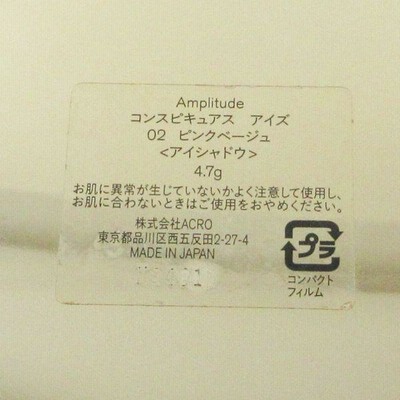 Amplitude
コンスピキュアス アイズ
02 ピンクベージュ
<アイシャドウ>
4.7g
お肌に異常が生じていないかよく注意して使用し、
お肌に合わないときはご使用をおやめください。
株式会社ACRO
東京都品川区西五反田2-27-4
MADE IN JAPAN
プラ
コンパクト
フィルム